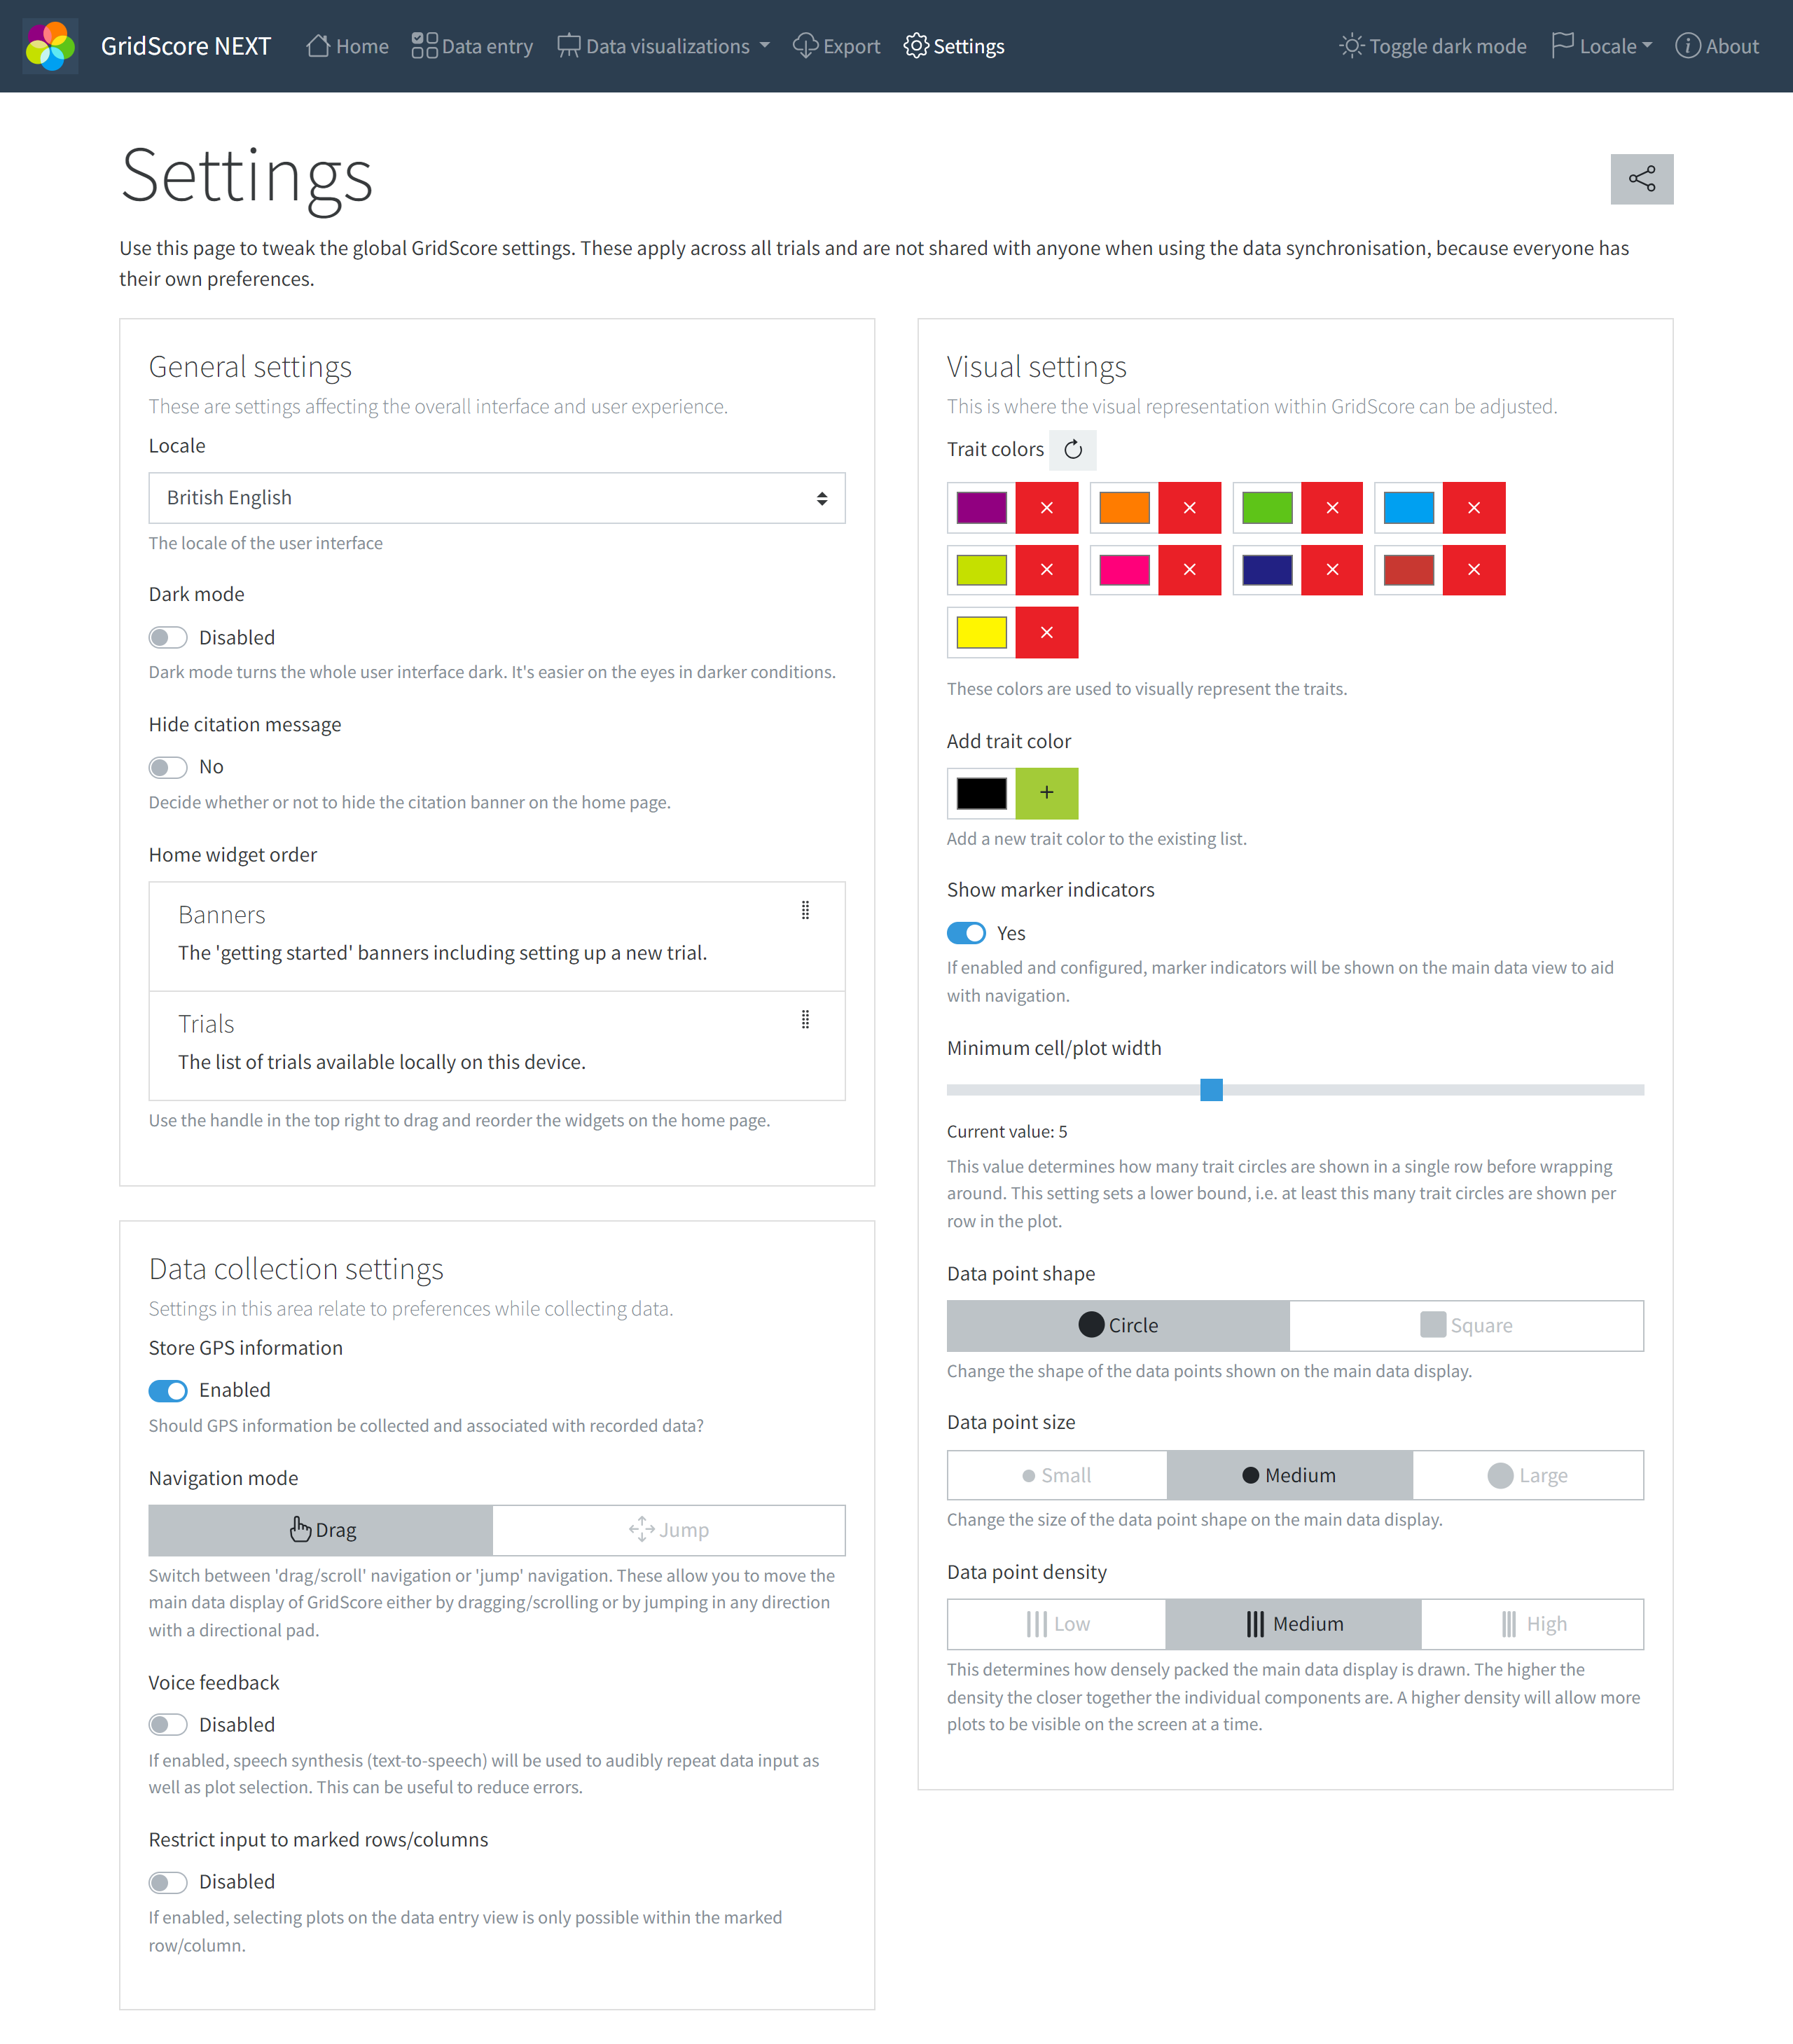 GridScore NEXT Home Data entry Data visualizations Export Settings Toggle dark mode Locale About
Settings
Use this page to tweak the global GridScore settings. These apply across all trials and are not shared with anyone when using the data synchronisation, because everyone has
their own preferences.
General settings
These are settings affecting the overall interface and user experience.
Locale
British English
The locale of the user interface
Dark mode
Disabled
Dark mode turns the whole user interface dark. It's easier on the eyes in darker conditions.
Hide citation message
No
Decide whether or not to hide the citation banner on the home page.
Home widget order
Banners
The 'getting started' banners including setting up a new trial.
Trials
The list of trials available locally on this device.
Use the handle in the top right to drag and reorder the widgets on the home page.
Data collection settings
Settings in this area relate to preferences while collecting data.
Store GPS information
Enabled
Should GPS information be collected and associated with recorded data?
Navigation mode
Drag Jump
Switch between 'drag/scroll' navigation or 'jump' navigation. These allow you to move the
main data display of GridScore either by dragging/scrolling or by jumping in any direction
with a directional pad.
Voice feedback
Disabled
If enabled, speech synthesis (text-to-speech) will be used to audibly repeat data input as
well as plot selection. This can be useful to reduce errors.
Restrict input to marked rows/columns
Disabled
If enabled, selecting plots on the data entry view is only possible within the marked
row/column.
Visual settings
This is where the visual representation within GridScore can be adjusted.
Trait colors
These colors are used to visually represent the traits.
Add trait color
Add a new trait color to the existing list.
Show marker indicators
Yes
If enabled and configured, marker indicators will be shown on the main data view to aid
with navigation.
Minimum cell/plot width
Current value: 5
This value determines how many trait circles are shown in a single row before wrapping
around. This setting sets a lower bound, i.e. at least this many trait circles are shown per
row in the plot.
Data point shape
Circle Square
Change the shape of the data points shown on the main data display.
Data point size
Small Medium Large
Change the size of the data point shape on the main data display.
Data point density
Low Medium High
This determines how densely packed the main data display is drawn. The higher the
density the closer together the individual components are. A higher density will allow more
plots to be visible on the screen at a time.